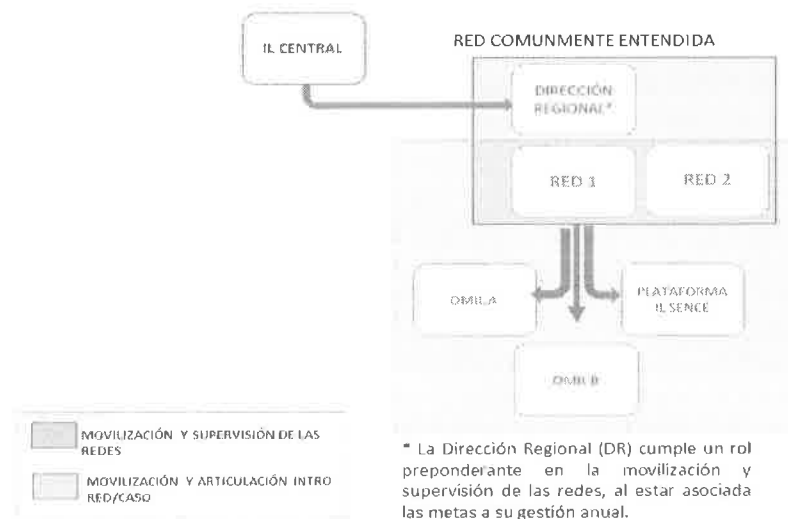 IL CENTRAL
RED COMUNMENTE ENTENDIDA
DIRECCIÓN
REGIONAL*
RED 1
RED 2
OMIL A
PLATAFORMA
IL SENCE
OMIL B
MOVILIZACIÓN Y SUPERVISIÓN DE LAS
REDES
MOVILIZACIÓN Y ARTICULACIÓN INTRO
RED/CASO
* La Dirección Regional (DR) cumple un rol
preponderante en la movilización y
supervisión de las redes, al estar asociada
las metas a su gestión anual.